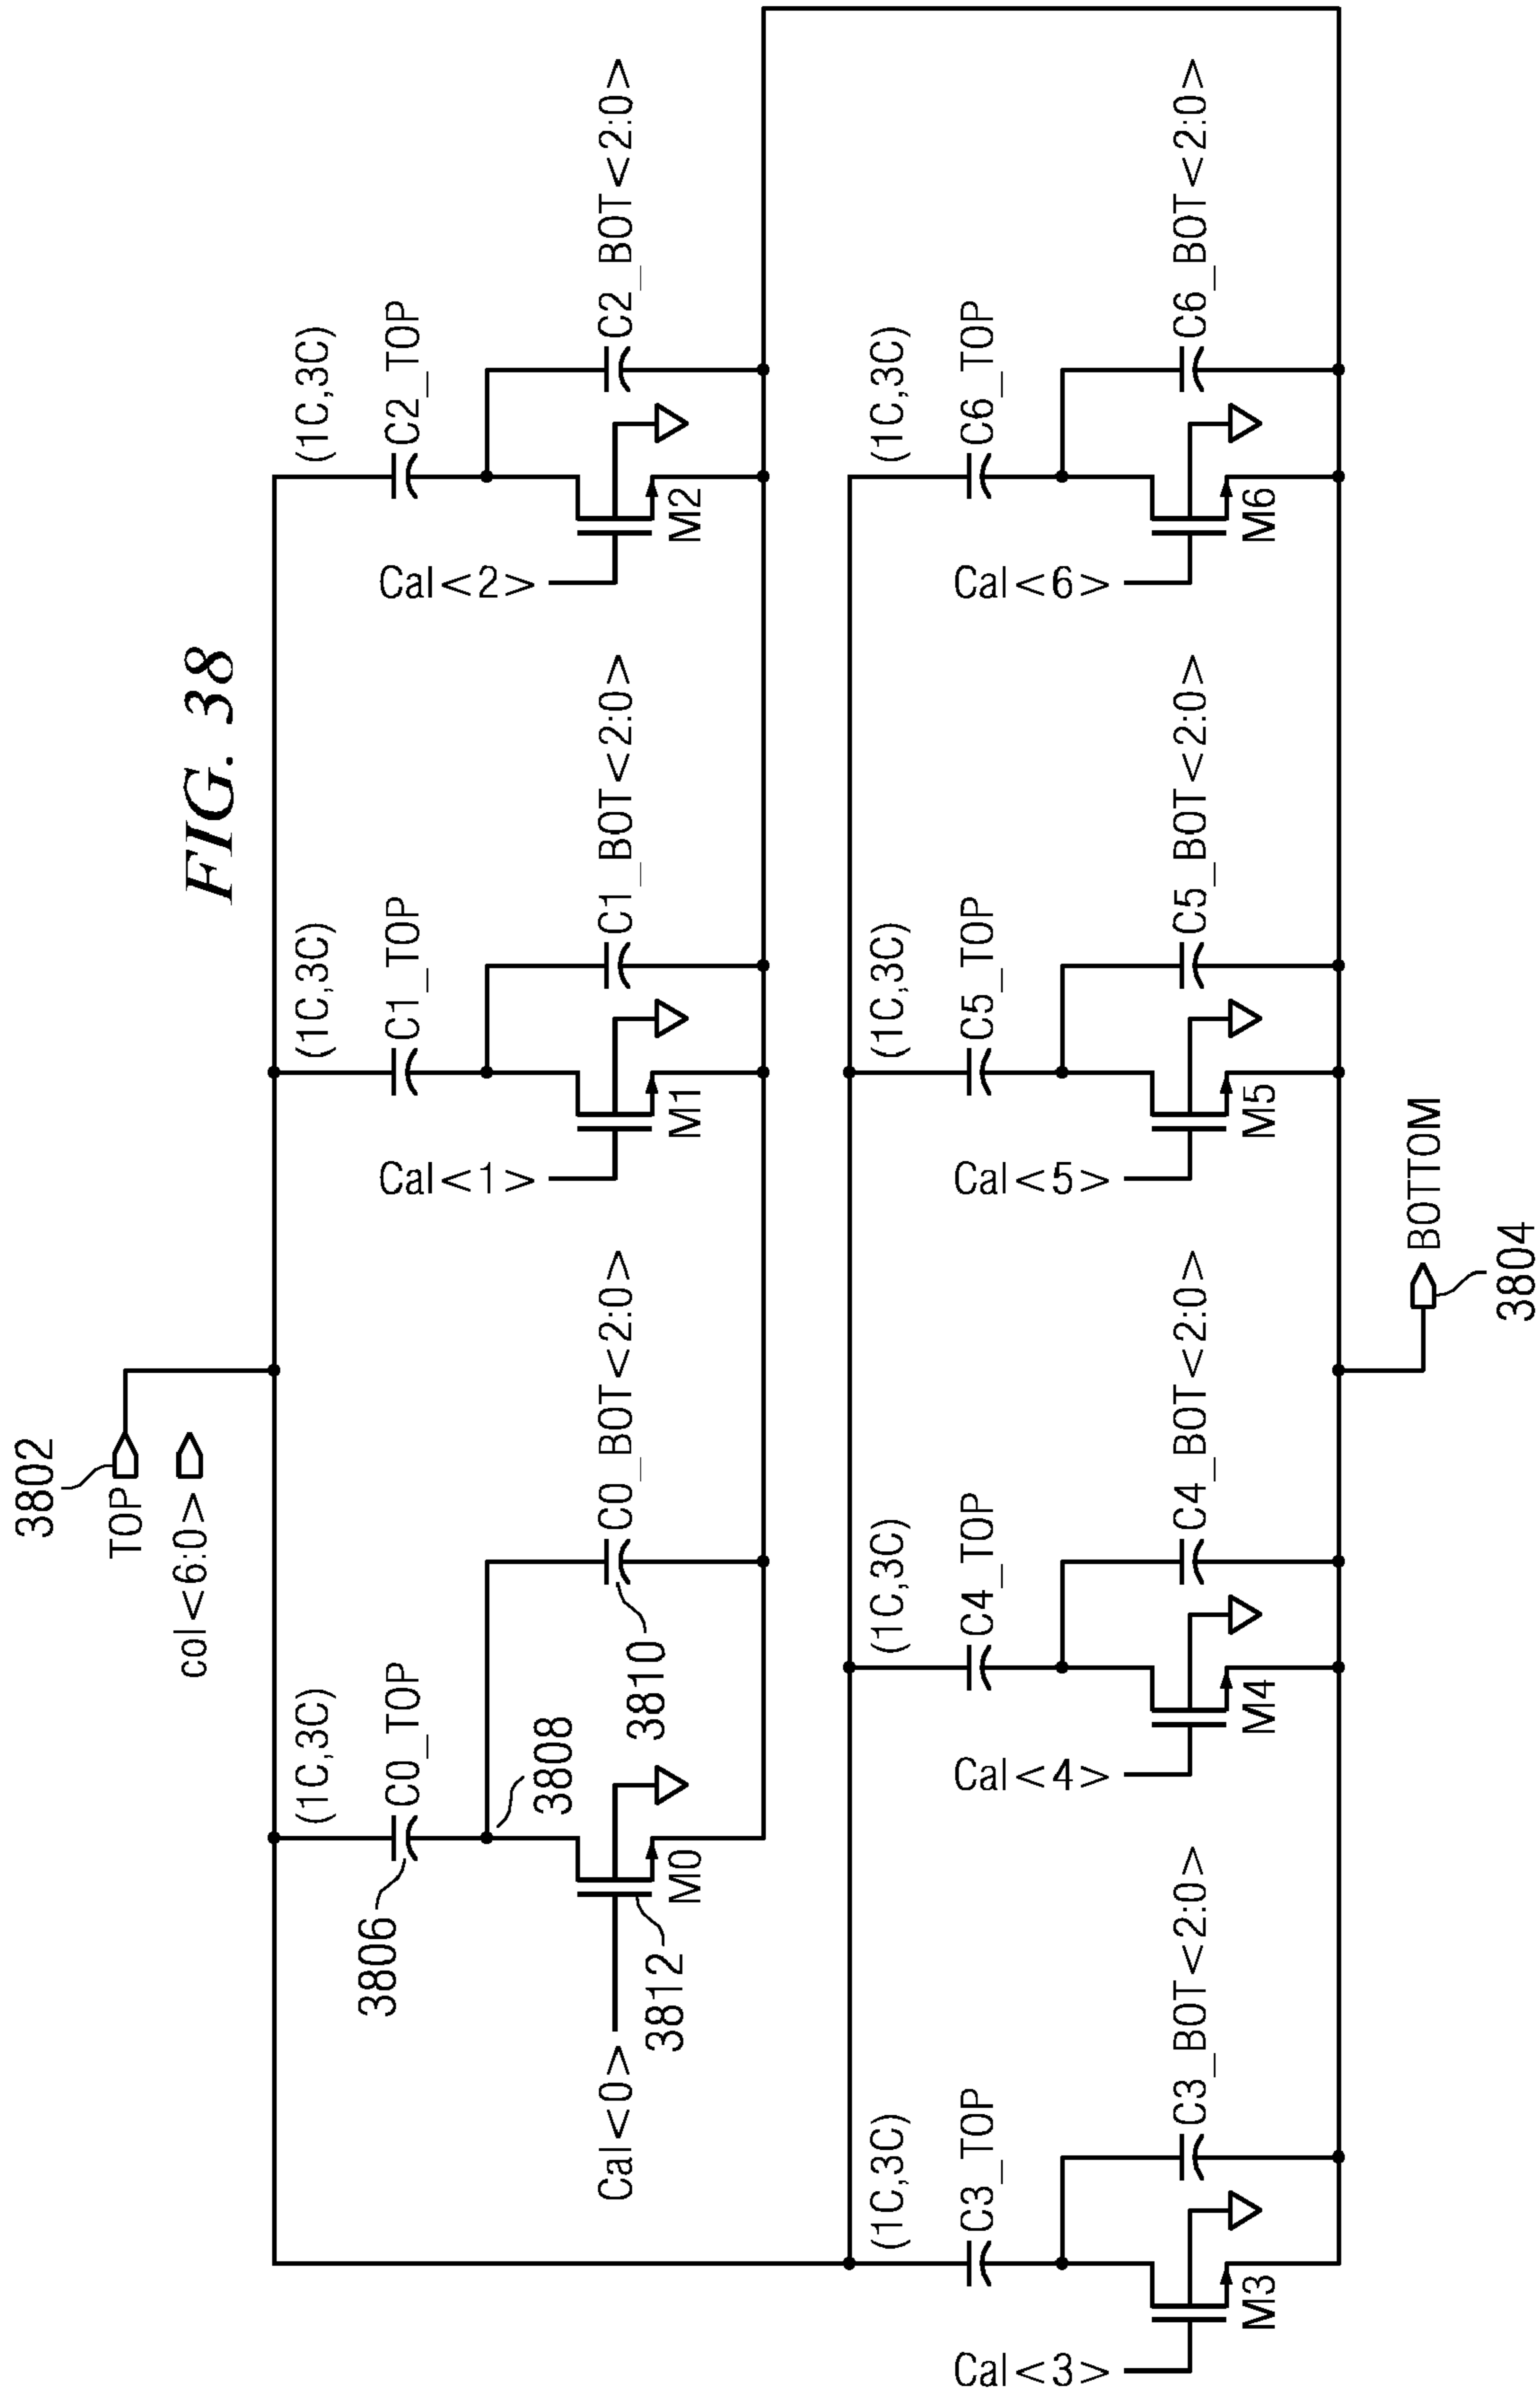 FIG. 38
3802
TOP
col<6:0>
(1C,3C)
C0_TOP
3806
3808
3810
C0_BOT<2:0>
Cal<0>
3812
M0
(1C,3C)
C1_TOP
C1_BOT<2:0>
Cal<1>
M1
(1C,3C)
C2_TOP
C2_BOT<2:0>
Cal<2>
M2
(1C,3C)
C3_TOP
C3_BOT<2:0>
Cal<3>
M3
(1C,3C)
C4_TOP
C4_BOT<2:0>
Cal<4>
M4
(1C,3C)
C5_TOP
C5_BOT<2:0>
Cal<5>
M5
(1C,3C)
C6_TOP
C6_BOT<2:0>
Cal<6>
M6
BOTTOM
3804